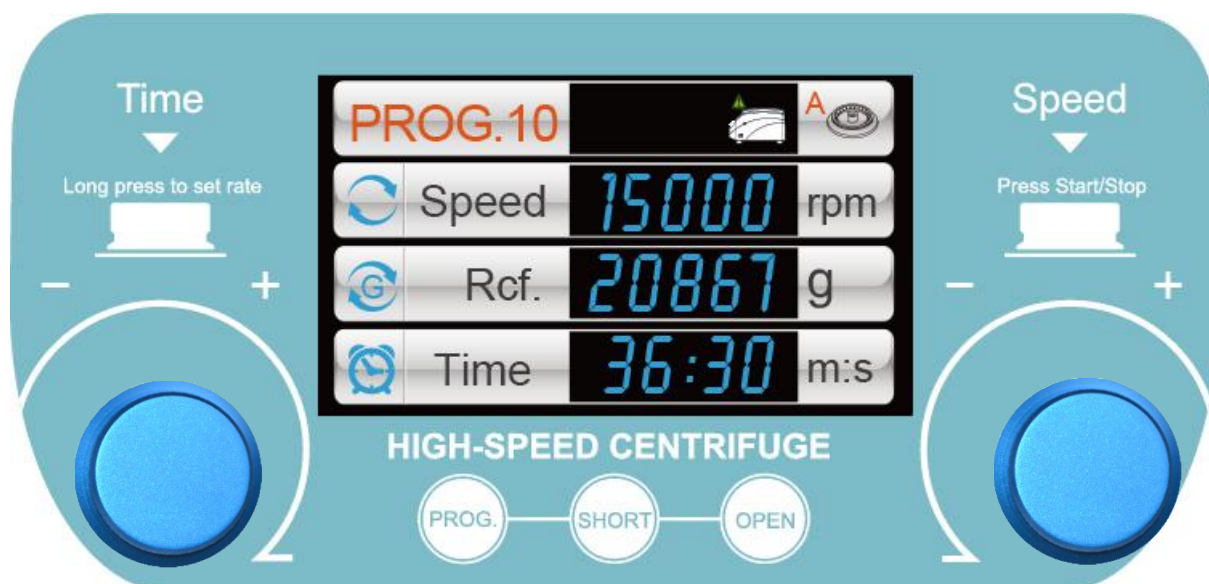 Time
Long press to set rate
- +
PROG.10 A
Speed 15000 rpm
G Rcf. 20867 g
Time 36:30 m:s
Speed
Press Start/Stop
- +
HIGH-SPEED CENTRIFUGE
PROG. SHORT OPEN